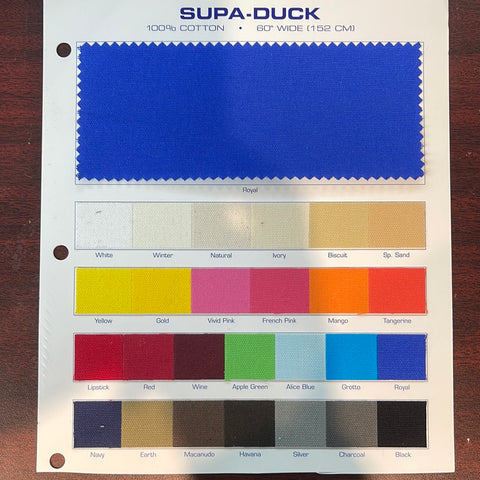 SUPA-DUCK
100% COTTON • 60" WIDE (152 CM)
Royal
White Winter Natural Ivory Biscuit Sp. Sand
Yellow Gold Vivid Pink French Pink Mango Tangerine
Lipstick Red Wine Apple Green Alice Blue Grotto Royal
Navy Earth Macanudo Havana Silver Charcoal Black